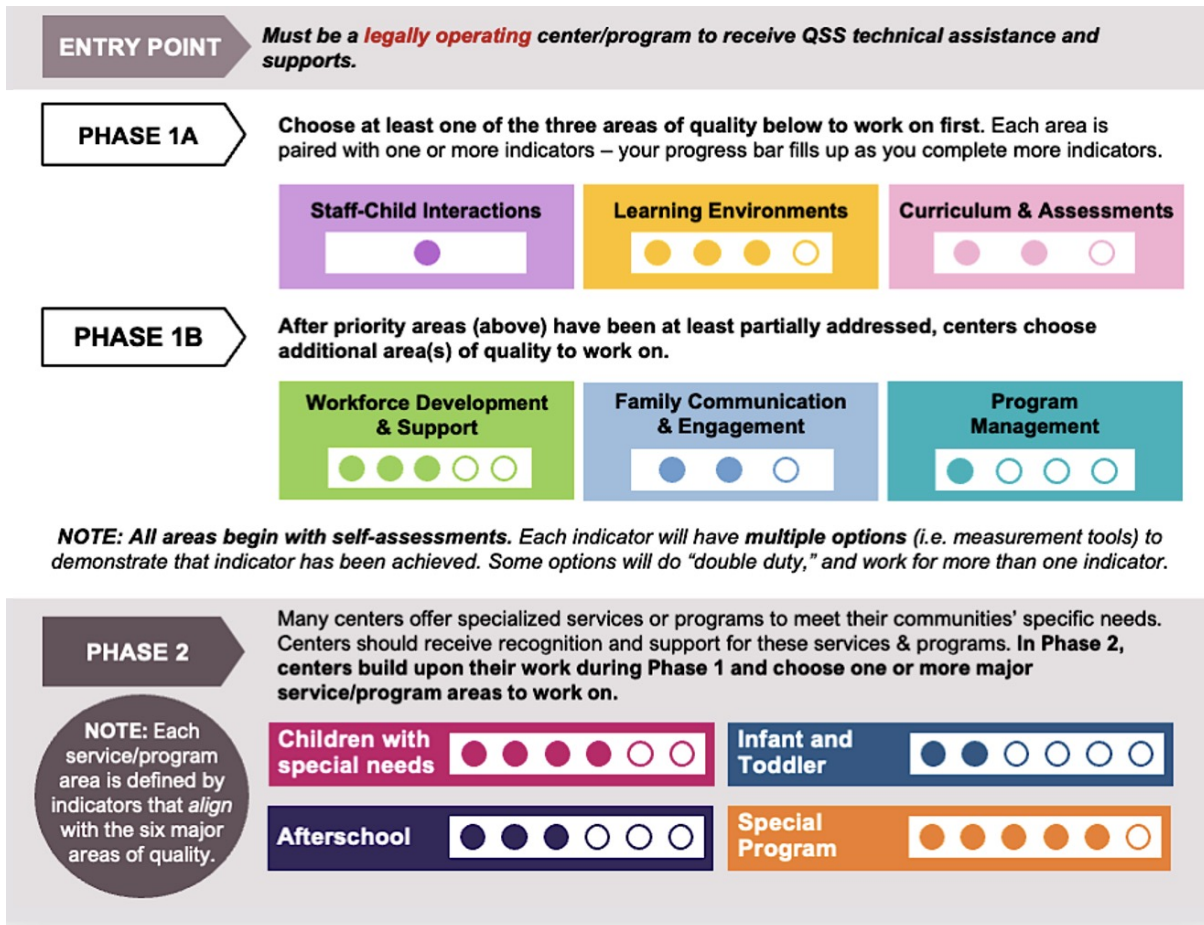 ENTRY POINT
Must be a legally operating center/program to receive QSS technical assistance and
supports.
PHASE 1A
Choose at least one of the three areas of quality below to work on first. Each area is
paired with one or more indicators – your progress bar fills up as you complete more indicators.
Staff-Child Interactions
Learning Environments
Curriculum & Assessments
PHASE 1B
After priority areas (above) have been at least partially addressed, centers choose
additional area(s) of quality to work on.
Workforce Development
& Support
Family Communication
& Engagement
Program
Management
NOTE: All areas begin with self-assessments. Each indicator will have multiple options (i.e. measurement tools) to
demonstrate that indicator has been achieved. Some options will do “double duty,” and work for more than one indicator.
PHASE 2
Many centers offer specialized services or programs to meet their communities’ specific needs.
Centers should receive recognition and support for these services & programs. In Phase 2,
centers build upon their work during Phase 1 and choose one or more major
service/program areas to work on.
NOTE: Each
service/program
area is defined by
indicators that align
with the six major
areas of quality.
Children with
special needs
Infant and
Toddler
Afterschool
Special
Program